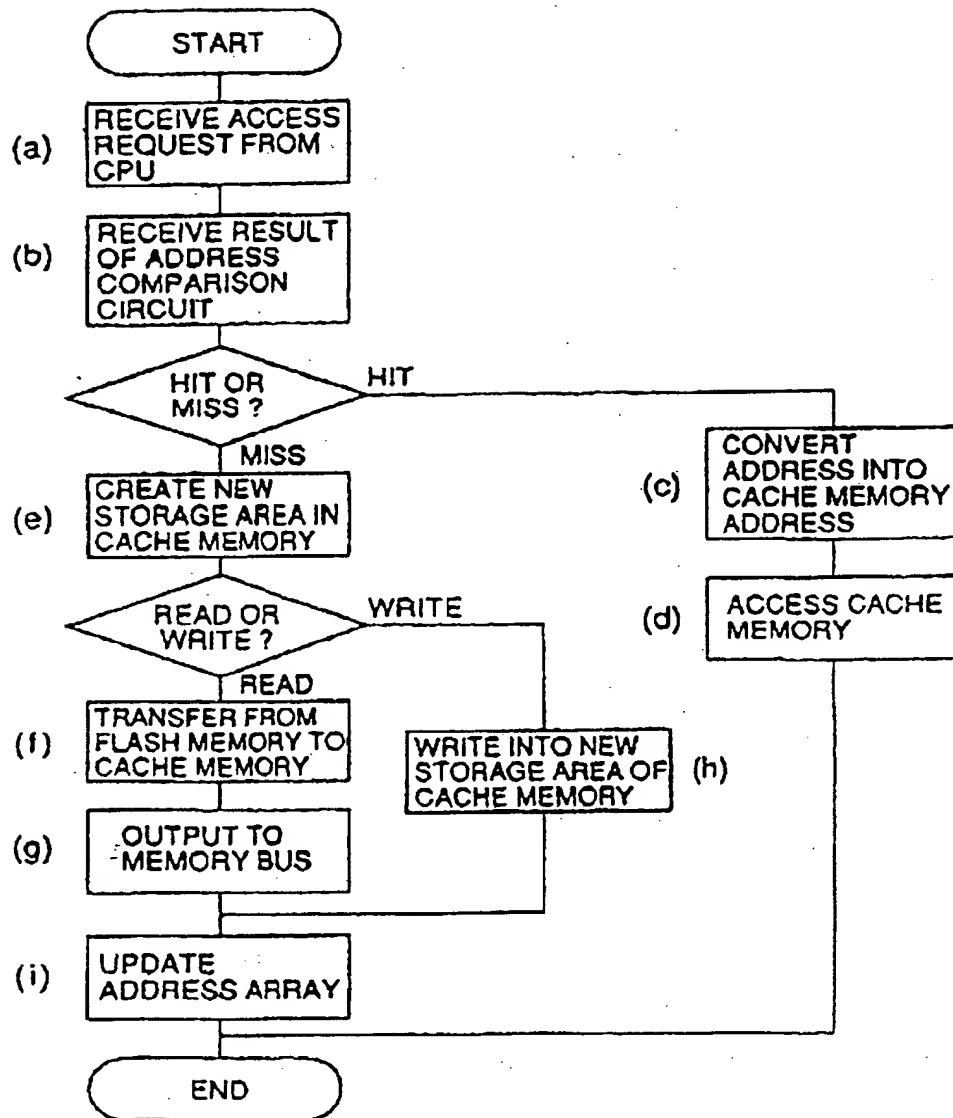 START
(a)
RECEIVE ACCESS
REQUEST FROM
CPU
(b)
RECEIVE RESULT
OF ADDRESS
COMPARISON
CIRCUIT
HIT OR
MISS ?
HIT
MISS
(c)
CONVERT
ADDRESS INTO
CACHE MEMORY
ADDRESS
(e)
CREATE NEW
STORAGE AREA IN
CACHE MEMORY
(d)
ACCESS CACHE
MEMORY
READ OR
WRITE ?
WRITE
READ
(f)
TRANSFER FROM
FLASH MEMORY TO
CACHE MEMORY
WRITE INTO NEW
STORAGE AREA OF
CACHE MEMORY
(h)
(g)
OUTPUT TO
MEMORY BUS
(i)
UPDATE
ADDRESS ARRAY
END